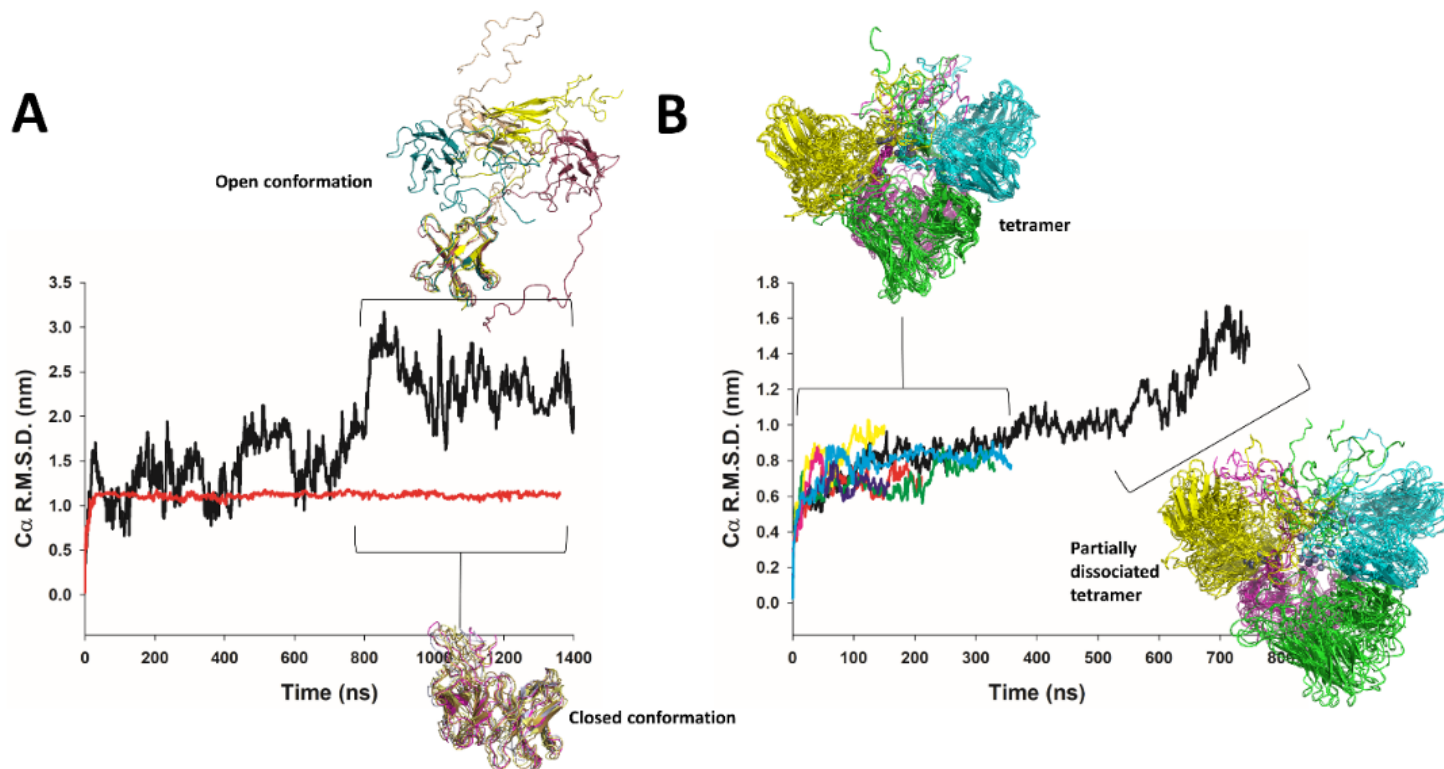 A
Open conformation
3.5
3.0
2.5
2.0
1.5
1.0
0.5
0.0
Cα R.M.S.D. (nm)
0 200 400 600 800 1000 1200 1400
Time (ns)
Closed conformation
B
tetramer
1.8
1.6
1.4
1.2
1.0
0.8
0.6
0.4
0.2
0.0
Cα R.M.S.D. (nm)
Partially
dissociated
tetramer
0 100 200 300 400 500 600 700
Time (ns)